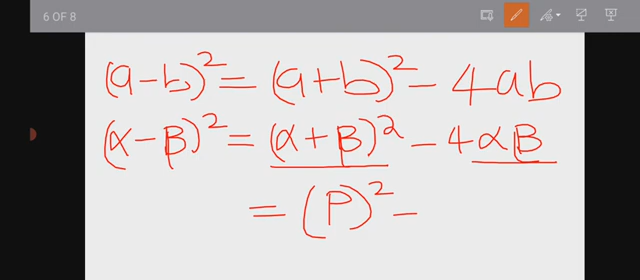 6 OF 8
(a-b)² = (a+b)² - 4ab
(α-β)² = (α+β)² - 4αβ
= (P)² -